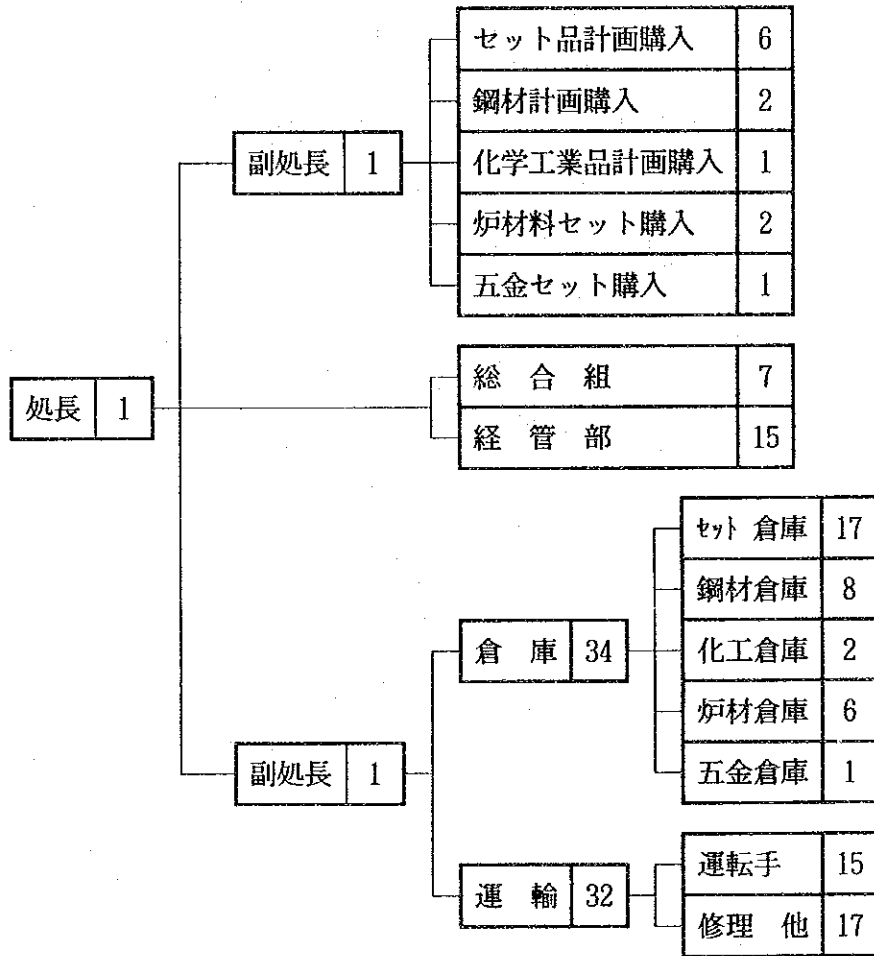 セット品計画購入 6
鋼材計画購入 2
副処長 1
化学工業品計画購入 1
炉材料セット購入 2
五金セット購入 1
総合組 7
処長 1
経管部 15
セット倉庫 17
鋼材倉庫 8
倉庫 34
化工倉庫 2
炉材倉庫 6
副処長 1
五金倉庫 1
運転手 15
運輸 32
修理 他 17